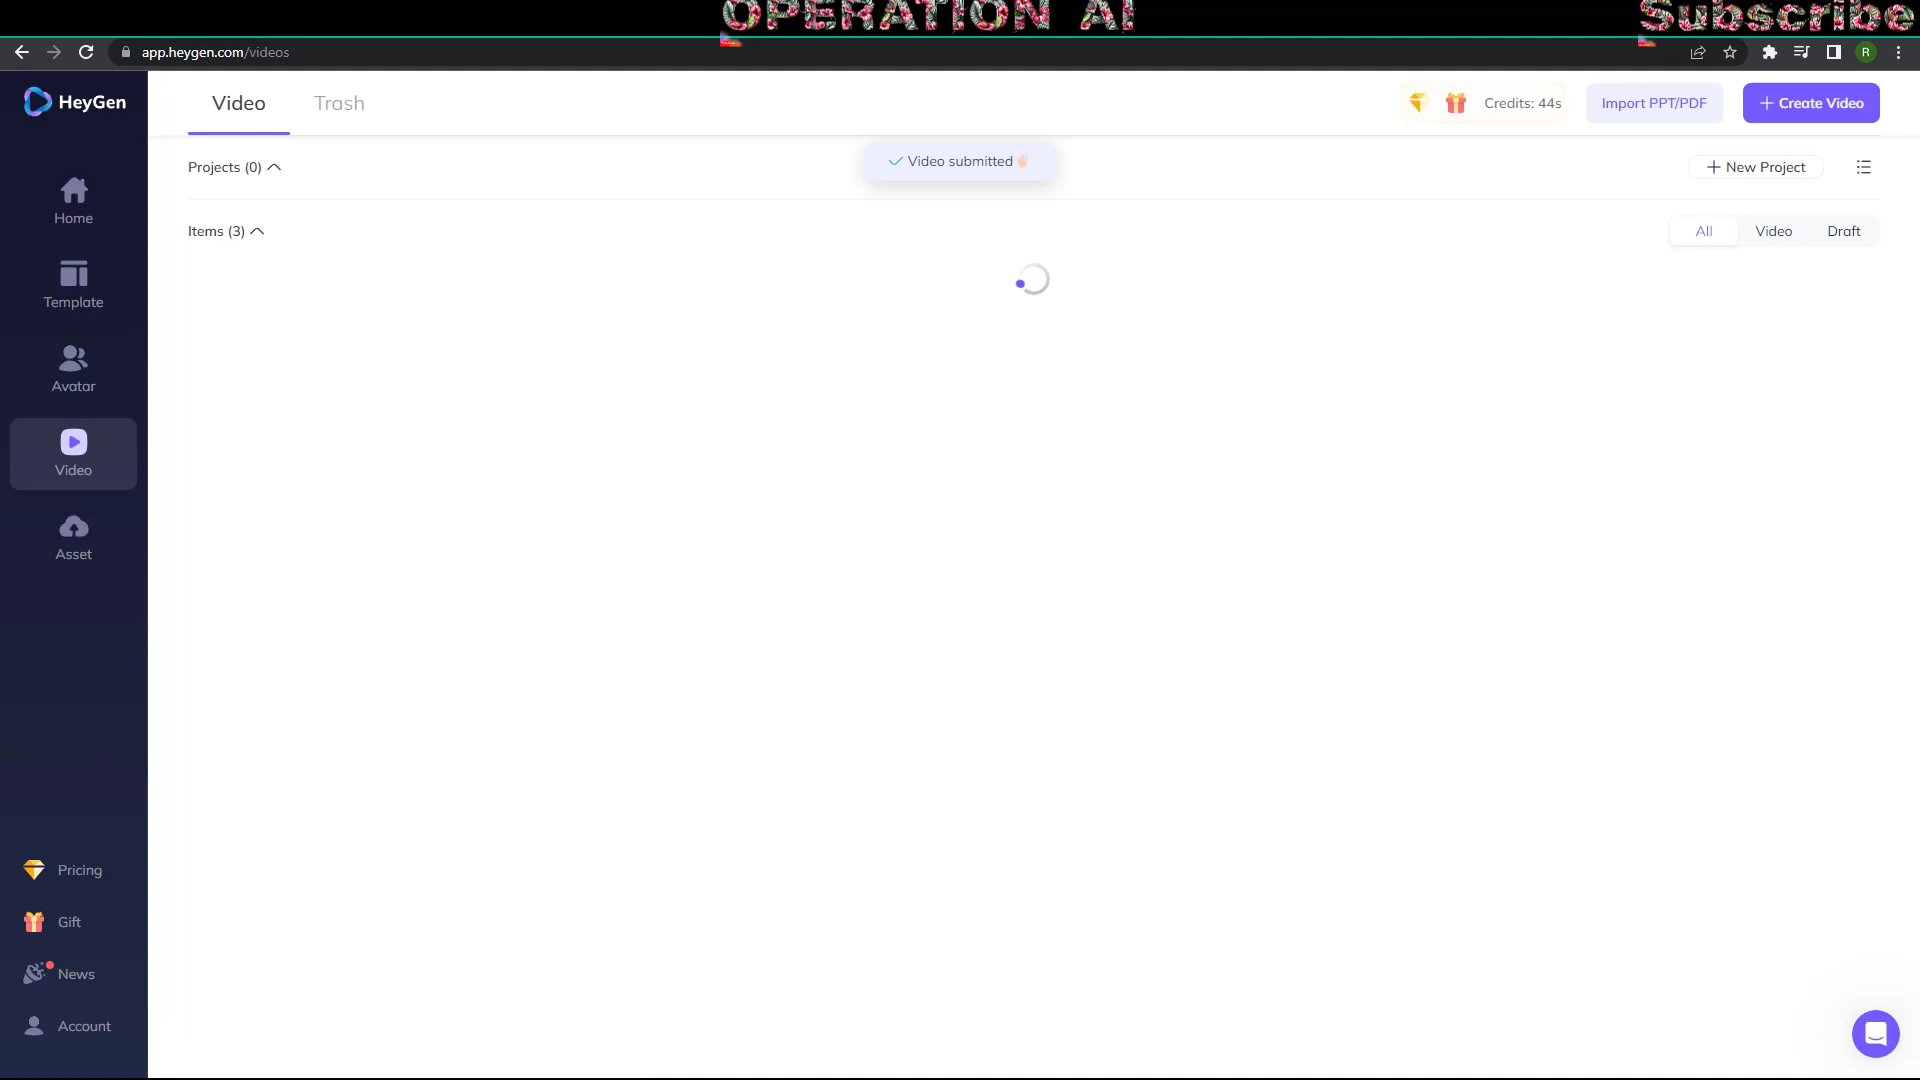 OPERATION AI
Subscribe
app.heygen.com/videos
R
HeyGen
Video
Trash
Credits: 44s
Import PPT/PDF
+ Create Video
Projects (0)
Video submitted✌🏻
+ New Project
Items (3)
All
Video
Draft
Home
Template
Avatar
Video
Asset
Pricing
Gift
News
Account